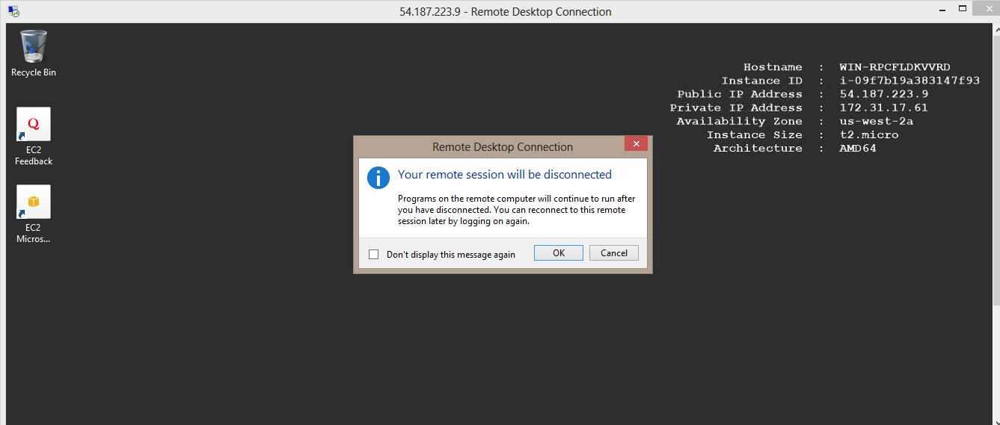 54.187.223.9 - Remote Desktop Connection
Recycle Bin
Q
EC2
Feedback
EC2
Micros...
Hostname : WIN-RPCFLDKVVRD
Instance ID : i-09f7b19a383147f93
Public IP Address : 54.187.223.9
Private IP Address : 172.31.17.61
Availability Zone : us-west-2a
Instance Size : t2.micro
Architecture : AMD64
Remote Desktop Connection
Your remote session will be disconnected
Programs on the remote computer will continue to run after
you have disconnected. You can reconnect to this remote
session later by logging on again.
Don't display this message again
OK
Cancel